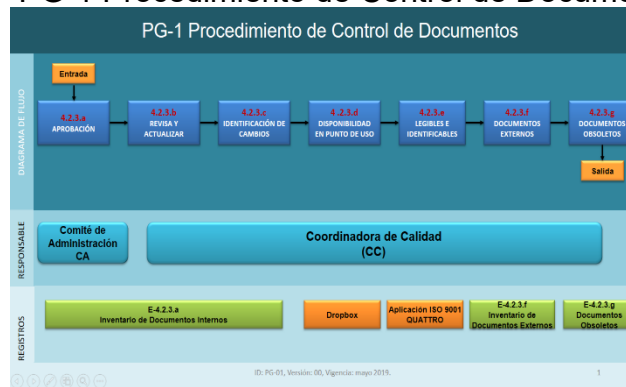 PG-1 Procedimiento de Control de Docume
PG-1 Procedimiento de Control de Documentos
DIAGRAMA DE FLUJO
Entrada
4.2.3.a
APROBACIÓN
4.2.3.b
REVISA Y
ACTUALIZAR
4.2.3.c
IDENTIFICACIÓN DE
CAMBIOS
4.2.3.d
DISPONIBILIDAD
EN PUNTO DE USO
4.2.3.e
LEGIBLES E
IDENTIFICABLES
4.2.3.f
DOCUMENTOS
EXTERNOS
4.2.3.g
DOCUMENTOS
OBSOLETOS
Salida
RESPONSABLE
Comité de
Administración
CA
Coordinadora de Calidad
(CC)
REGISTROS
E-4.2.3.a
Inventario de Documentos Internos
Dropbox
Aplicación ISO 9001
QUATTRO
E-4.2.3.f
Inventario de
Documentos Externos
E-4.2.3.g
Documentos
Obsoletos
ID: PG-01, Versión: 00, Vigencia: mayo 2019.
1